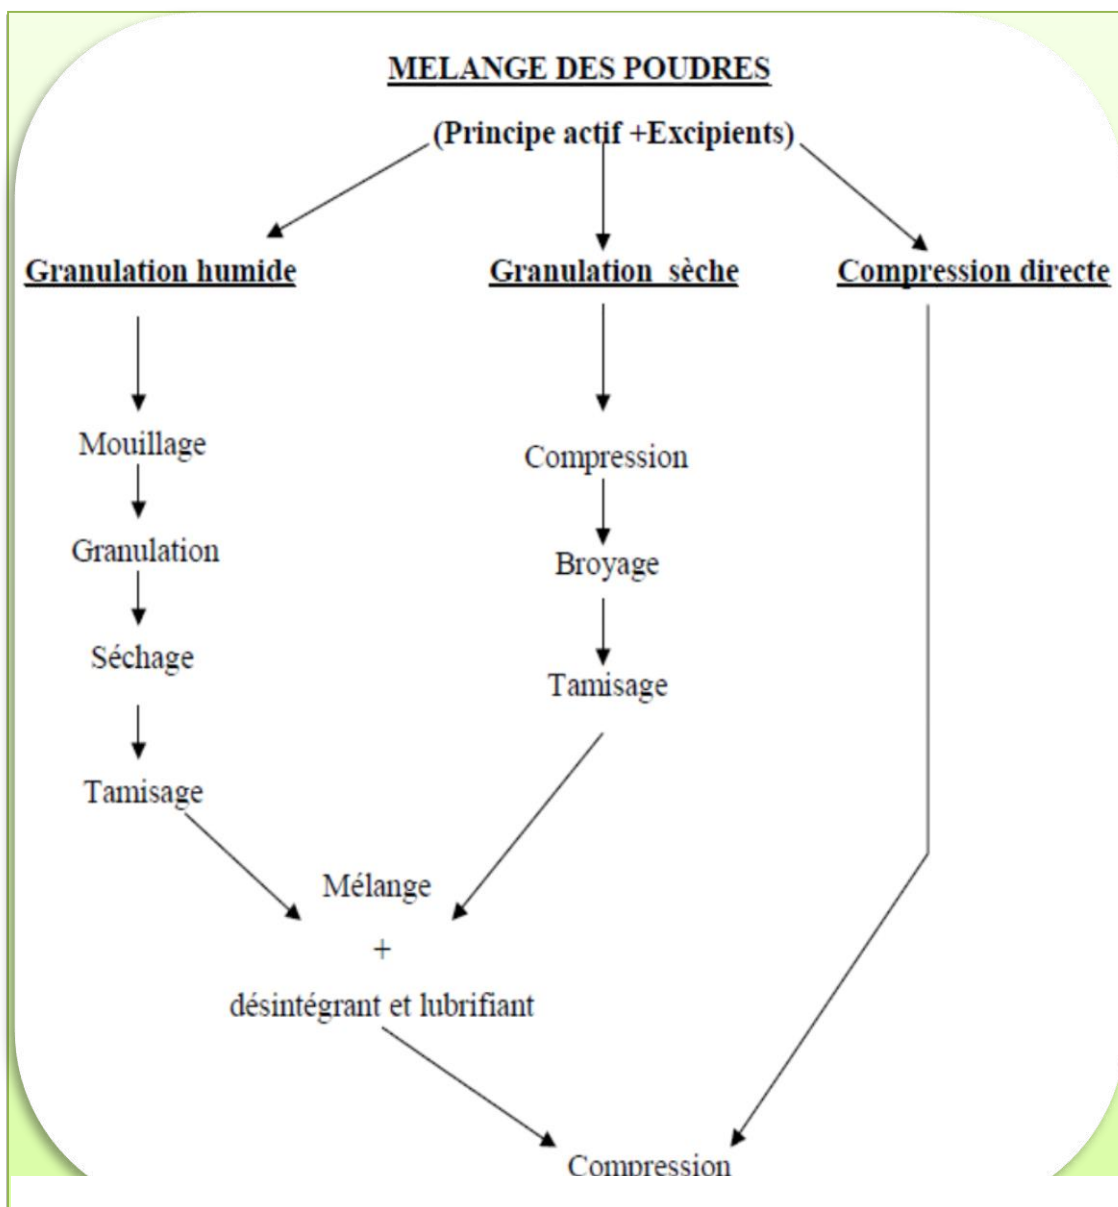 MELANGE DES POUDRES
(Principe actif +Excipients)
Granulation humide
Granulation sèche
Compression directe
Mouillage
Granulation
Séchage
Tamisage
Compression
Broyage
Tamisage
Mélange
+
désintégrant et lubrifiant
Compression